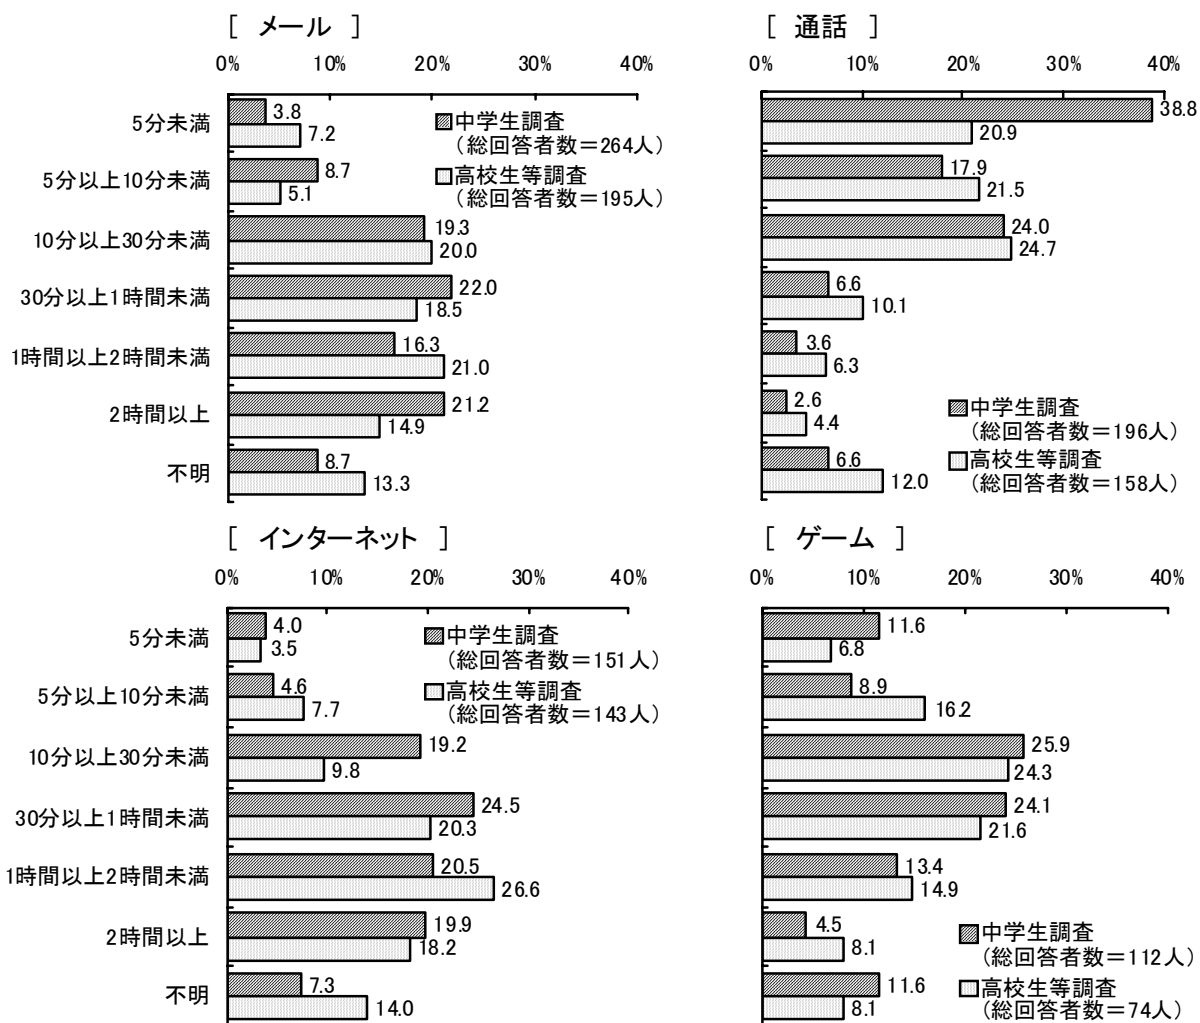 [ メール ]
0% 10% 20% 30% 40%
5分未満 3.8 7.2
5分以上10分未満 8.7 5.1
10分以上30分未満 19.3 20.0
30分以上1時間未満 22.0 18.5
1時間以上2時間未満 16.3 21.0
2時間以上 21.2 14.9
不明 8.7 13.3
中学生調査
(総回答者数=264人)
高校生等調査
(総回答者数=195人)
[ 通話 ]
0% 10% 20% 30% 40%
38.8
20.9
17.9
21.5
24.0
24.7
6.6
10.1
3.6
6.3
2.6
4.4
6.6
12.0
中学生調査
(総回答者数=196人)
高校生等調査
(総回答者数=158人)
[ インターネット ]
0% 10% 20% 30% 40%
5分未満 4.0 3.5
5分以上10分未満 4.6 7.7
10分以上30分未満 19.2 9.8
30分以上1時間未満 24.5 20.3
1時間以上2時間未満 20.5 26.6
2時間以上 19.9 18.2
不明 7.3 14.0
中学生調査
(総回答者数=151人)
高校生等調査
(総回答者数=143人)
[ ゲーム ]
0% 10% 20% 30% 40%
11.6
6.8
8.9
16.2
25.9
24.3
24.1
21.6
13.4
14.9
4.5
8.1
11.6
8.1
中学生調査
(総回答者数=112人)
高校生等調査
(総回答者数=74人)